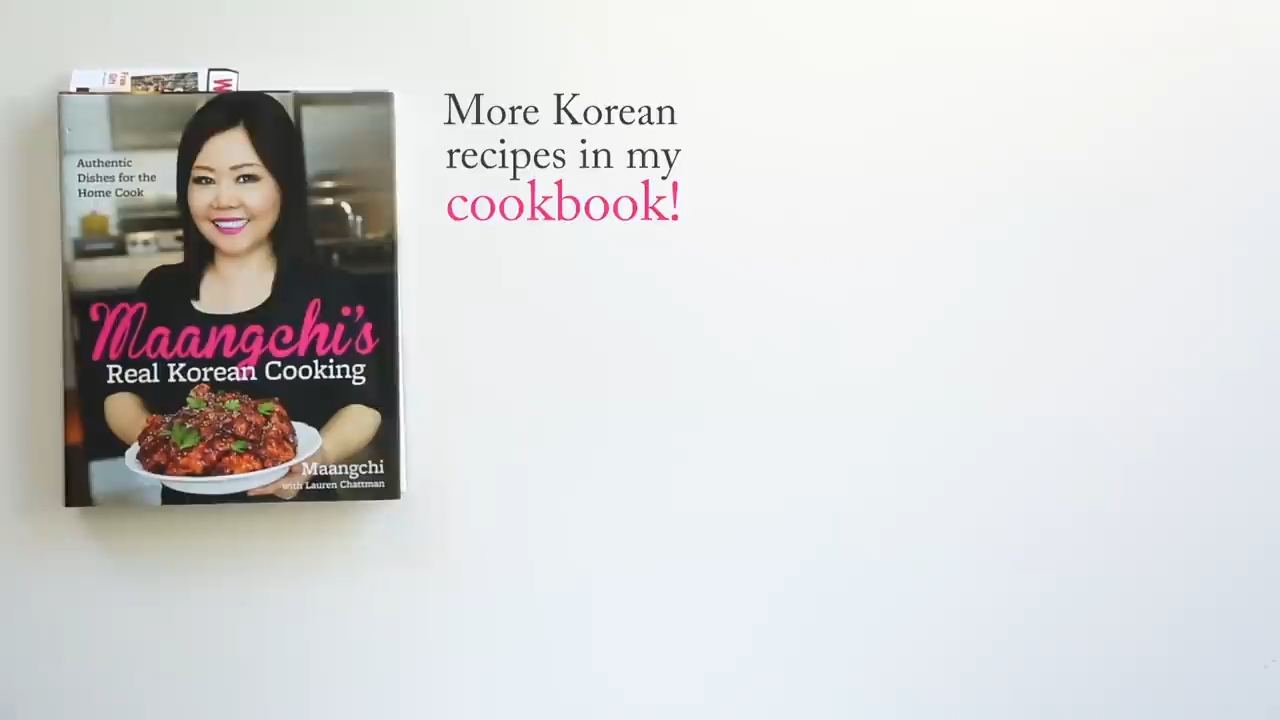 Authentic
Dishes for the
Home Cook
Maangchi's
Real Korean Cooking
Maangchi
with Lauren Chattman
More Korean
recipes in my
cookbook!